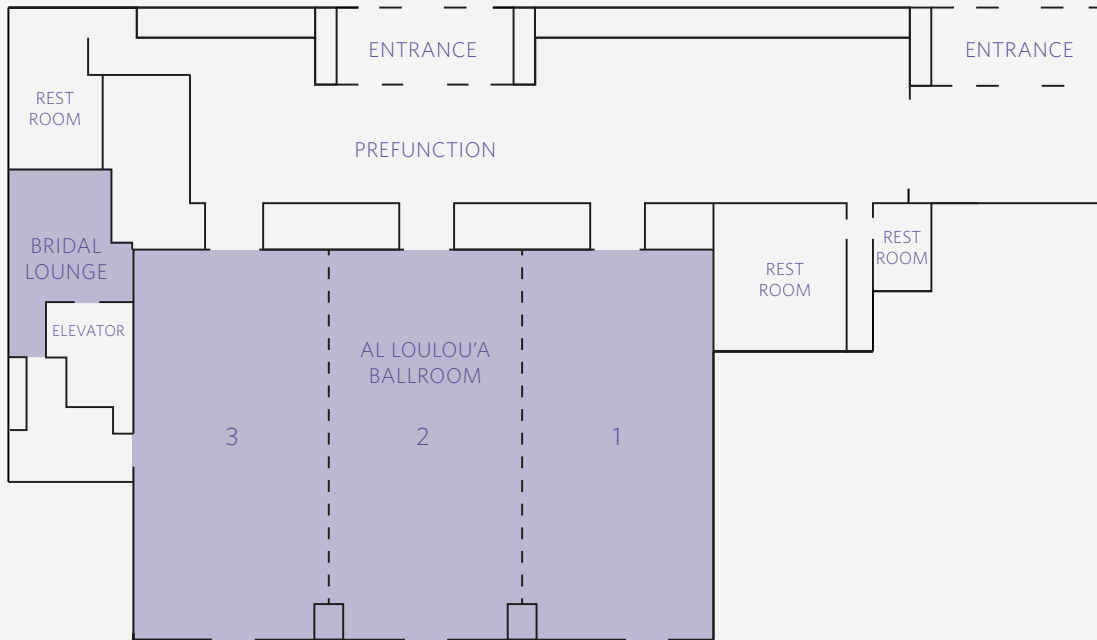 ENTRANCE
ENTRANCE
REST
ROOM
PREFUNCTION
BRIDAL
LOUNGE
REST
ROOM
REST
ROOM
ELEVATOR
AL LOULOU'A
BALLROOM
3
2
1